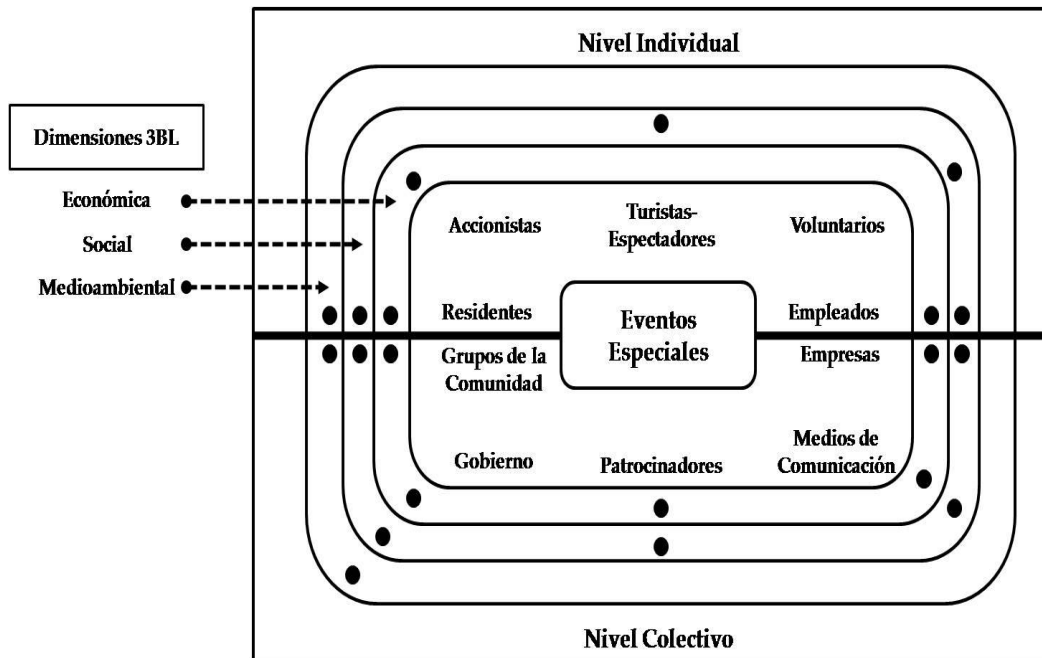 Nivel Individual
Dimensiones 3BL
Económica
Social
Medioambiental
Accionistas
Turistas-
Espectadores
Voluntarios
Residentes
Eventos
Especiales
Empleados
Grupos de la
Comunidad
Empresas
Gobierno
Patrocinadores
Medios de
Comunicación
Nivel Colectivo